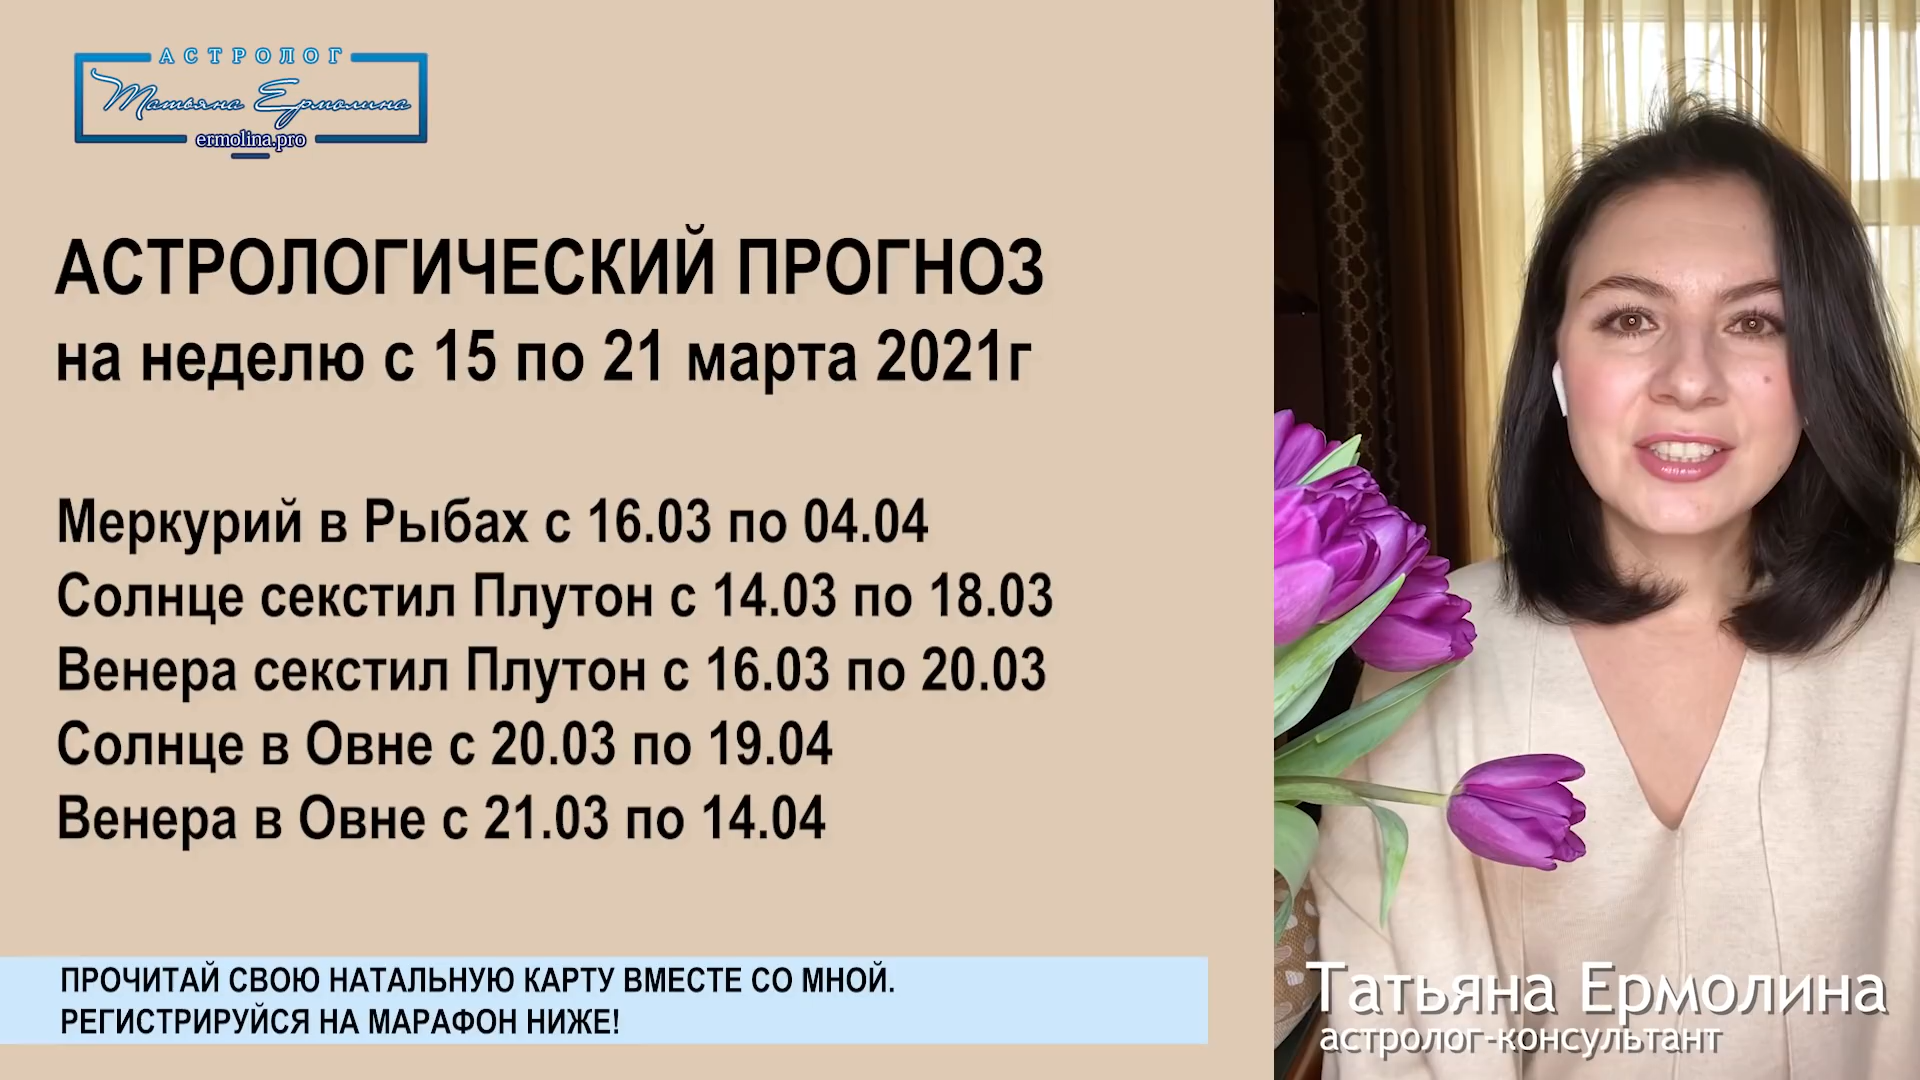 АСТРОЛОГ
Татьяна Ермолина
ermolina.pro
АСТРОЛОГИЧЕСКИЙ ПРОГНОЗ
на неделю с 15 по 21 марта 2021г
Меркурий в Рыбах с 16.03 по 04.04
Солнце секстил Плутон с 14.03 по 18.03
Венера секстил Плутон с 16.03 по 20.03
Солнце в Овне с 20.03 по 19.04
Венера в Овне с 21.03 по 14.04
ПРОЧИТАЙ СВОЮ НАТАЛЬНУЮ КАРТУ ВМЕСТЕ СО МНОЙ.
РЕГИСТРИРУЙСЯ НА МАРАФОН НИЖЕ!
Татьяна Ермолина
астролог-консультант